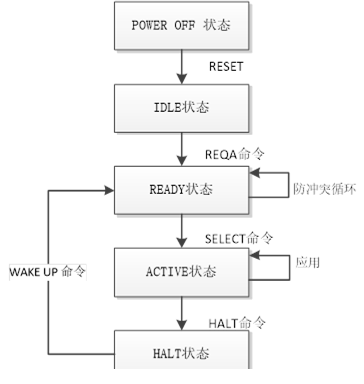 POWER OFF 状态
RESET
IDLE状态
REQA命令
READY状态
防冲突循环
SELECT命令
WAKE UP 命令
ACTIVE状态
应用
HALT命令
HALT状态